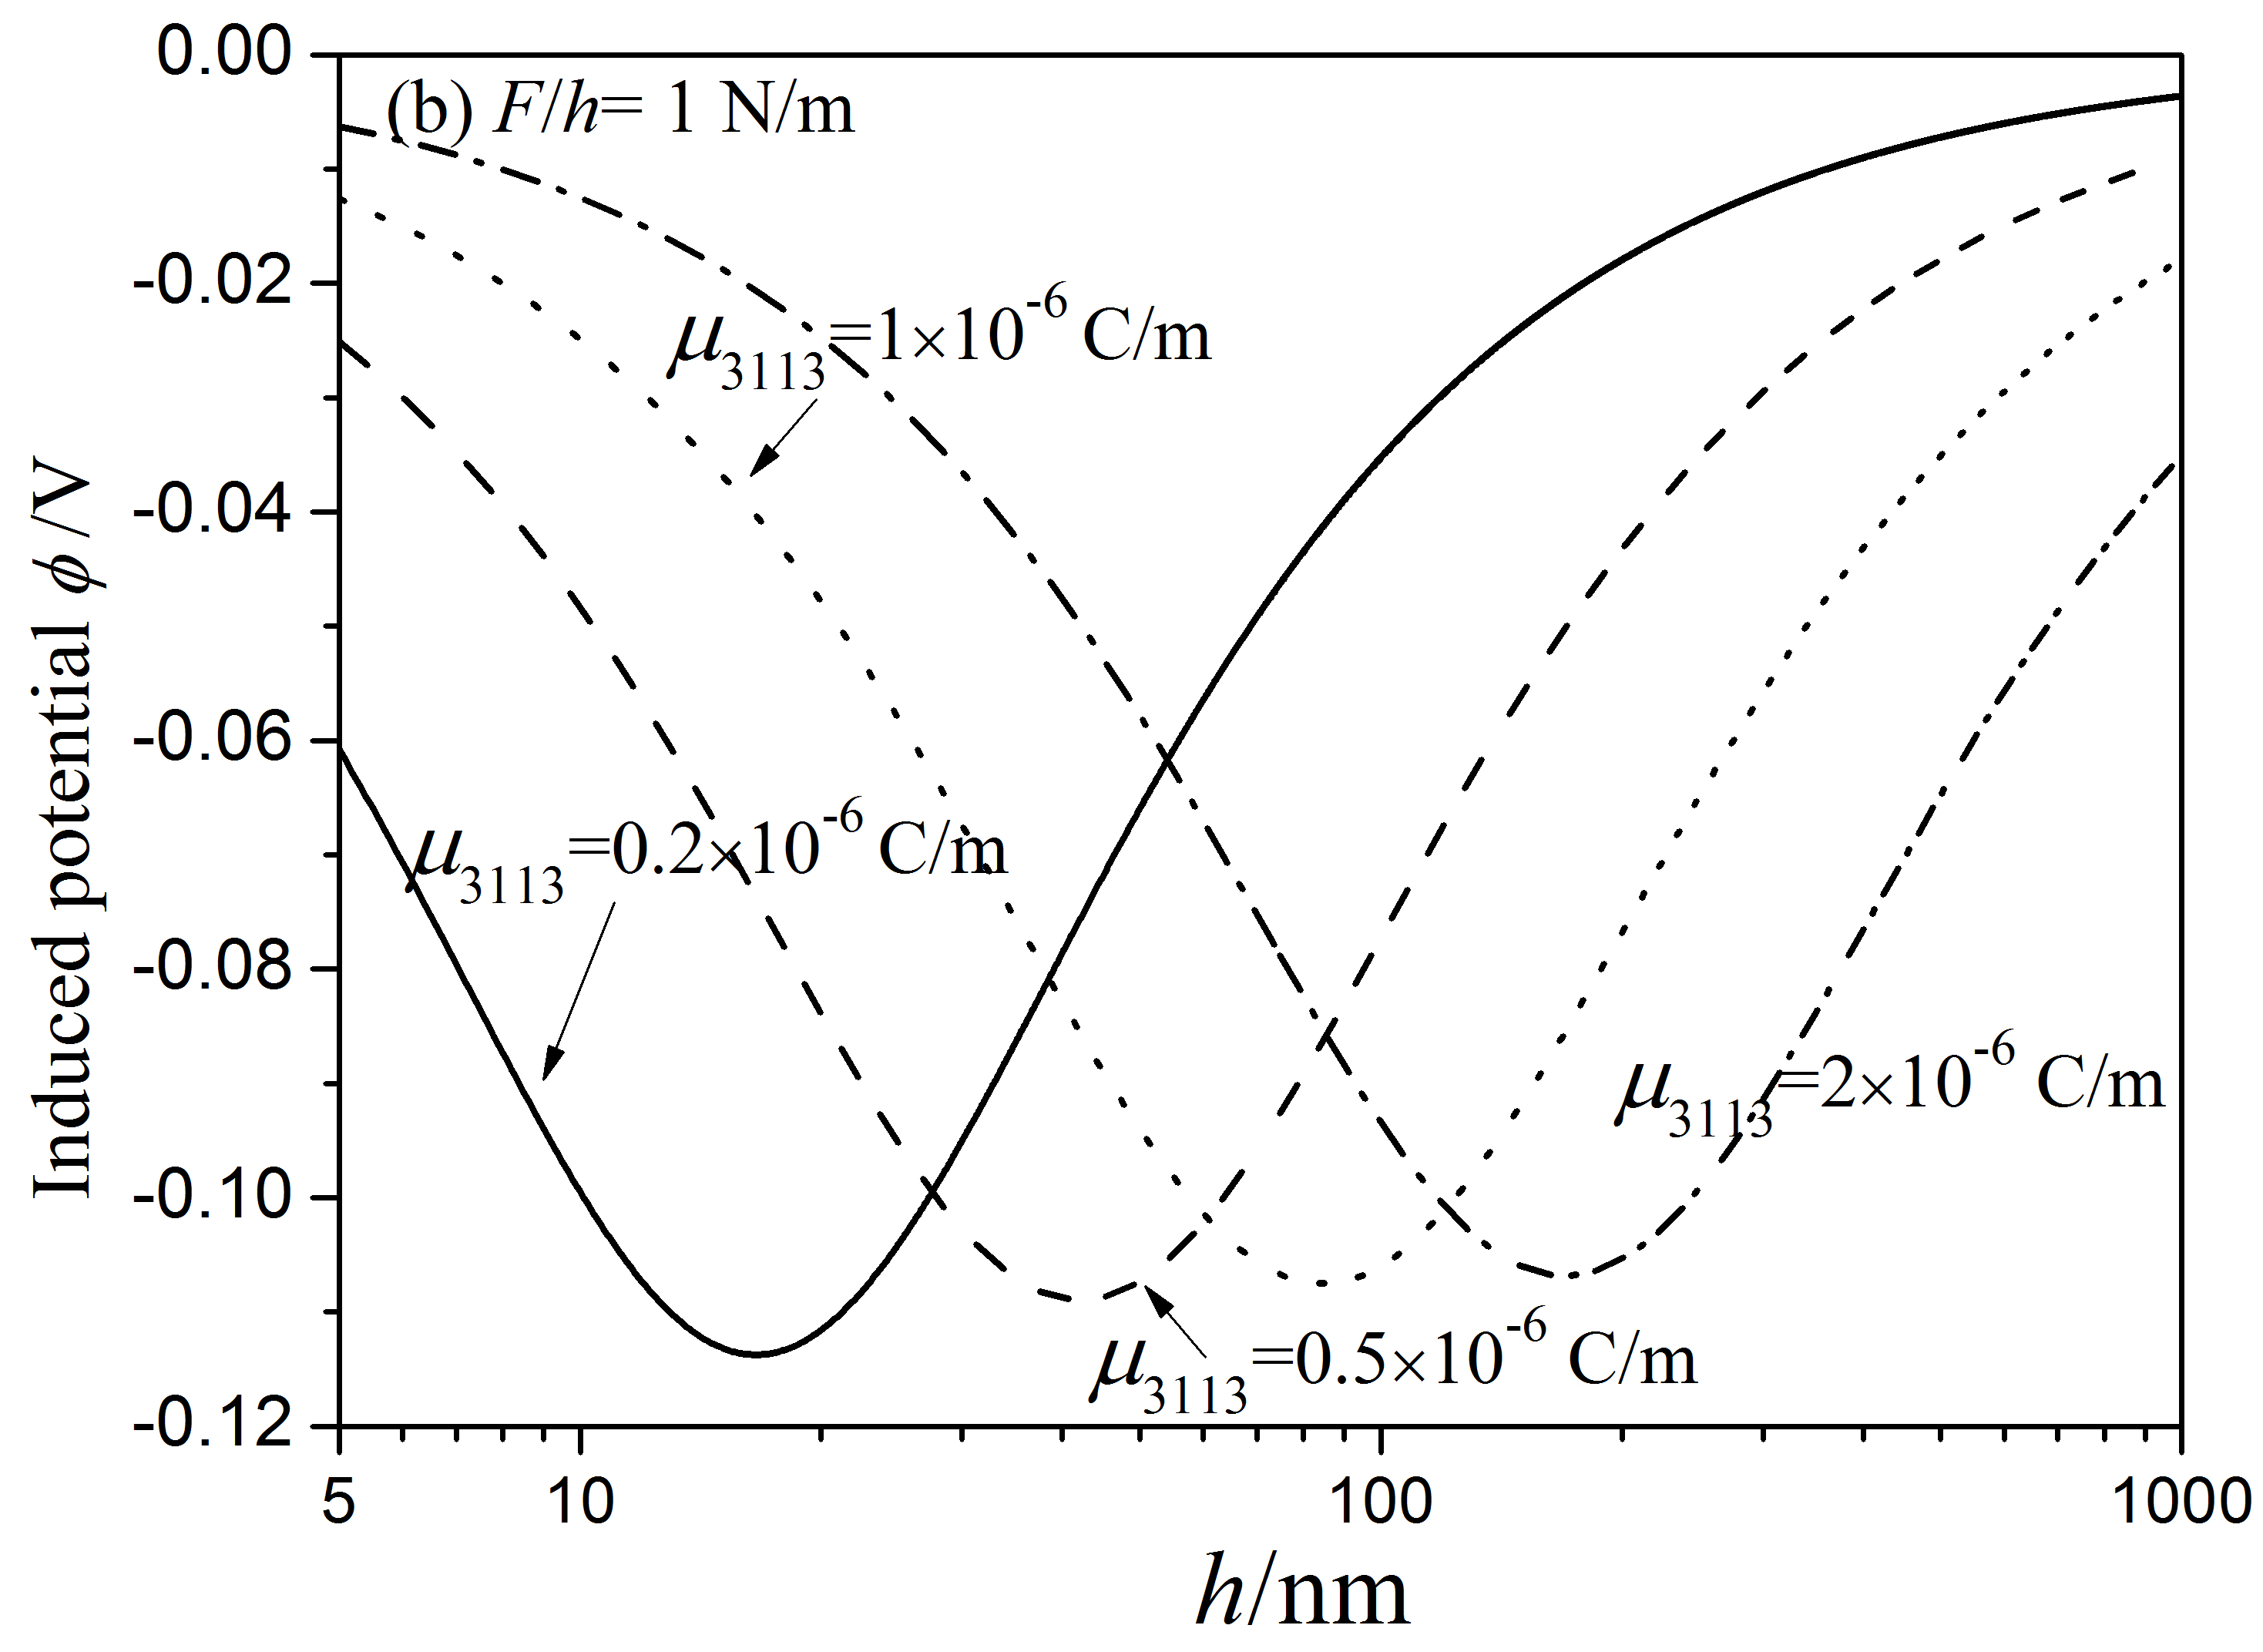 0.00
(b) F/h= 1 N/m
-0.02
μ3113=1×10-6 C/m
-0.04
-0.06
μ3113=0.2×10-6 C/m
-0.08
μ3113=2×10-6 C/m
-0.10
μ3113=0.5×10-6 C/m
-0.12
Induced potential ϕ/V
5 10 100 1000
h/nm